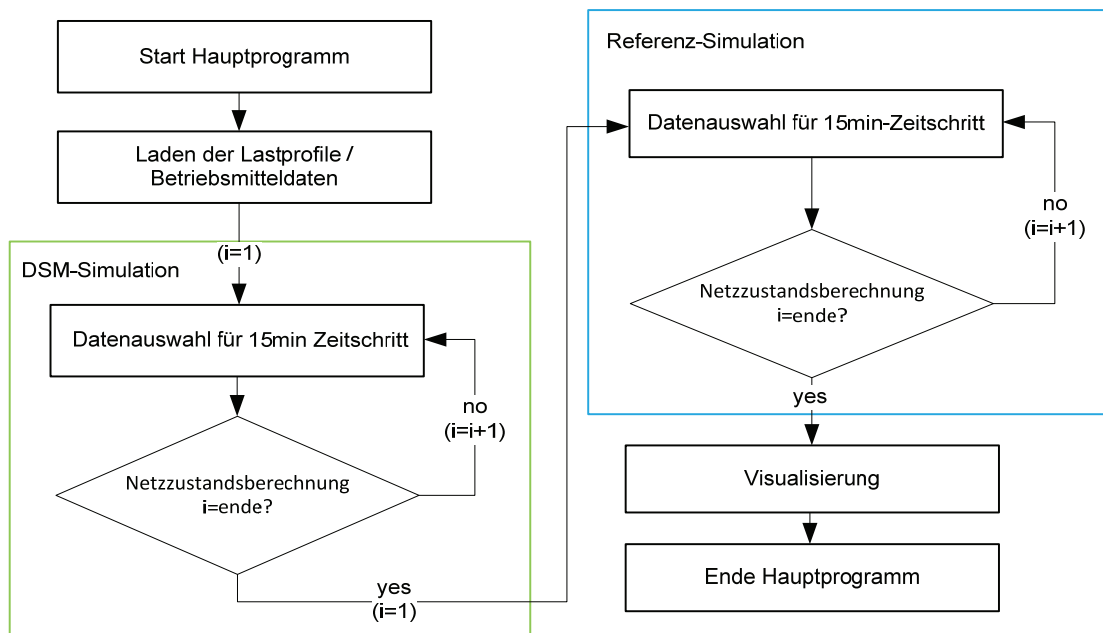 Start Hauptprogramm
Laden der Lastprofile /
Betriebsmitteldaten
(i=1)
DSM-Simulation
Datenauswahl für 15min Zeitschritt
no
(i=i+1)
Netzzustandsberechnung
i=ende?
yes
(i=1)
Referenz-Simulation
Datenauswahl für 15min-Zeitschritt
no
(i=i+1)
Netzzustandsberechnung
i=ende?
yes
Visualisierung
Ende Hauptprogramm